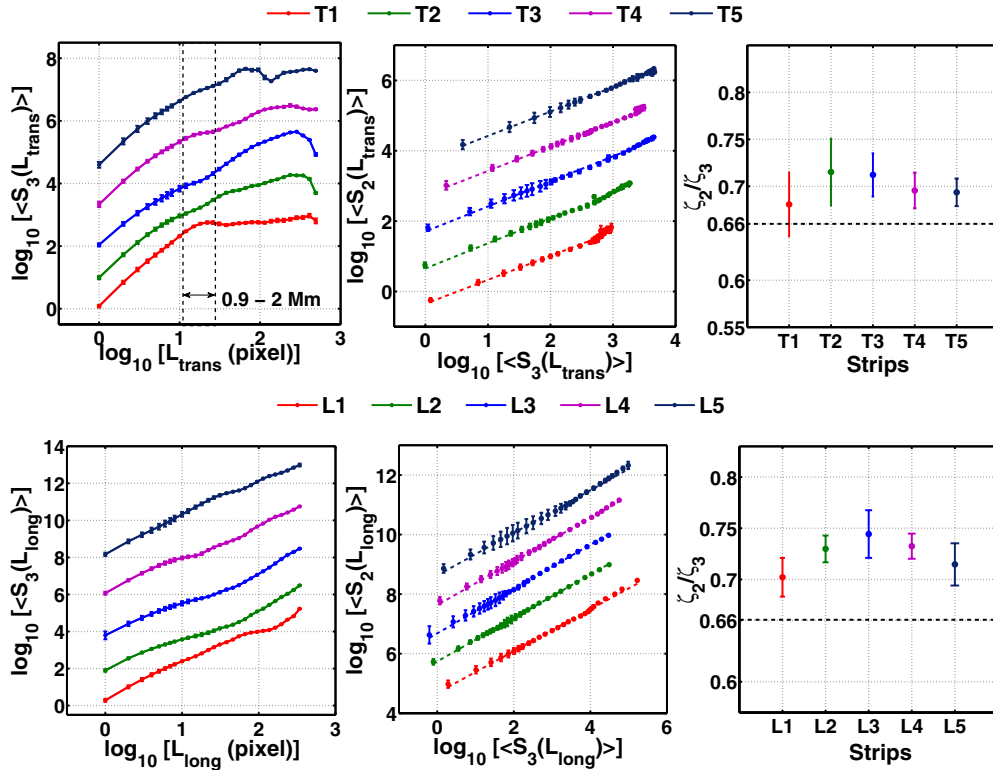 T1 T2 T3 T4 T5
log10 [<S3(Ltrans)>]
8
6
4
2
0
0.9 − 2 Mm
0 1 2 3
log10 [Ltrans (pixel)]
log10 [<S2(Ltrans)>]
6
4
2
0
0 1 2 3 4
log10 [<S3(Ltrans)>]
ζ2/ζ3
0.8
0.7
0.66
0.6
0.55
T1 T2 T3 T4 T5
Strips
L1 L2 L3 L4 L5
log10 [<S3(Llong)>]
14
12
10
8
6
4
2
0
0 1 2 3
log10 [Llong (pixel)]
log10 [<S2(Llong)>]
12
10
8
6
4
0 2 4 6
log10 [<S3(Llong)>]
ζ2/ζ3
0.8
0.75
0.7
0.66
0.6
L1 L2 L3 L4 L5
Strips